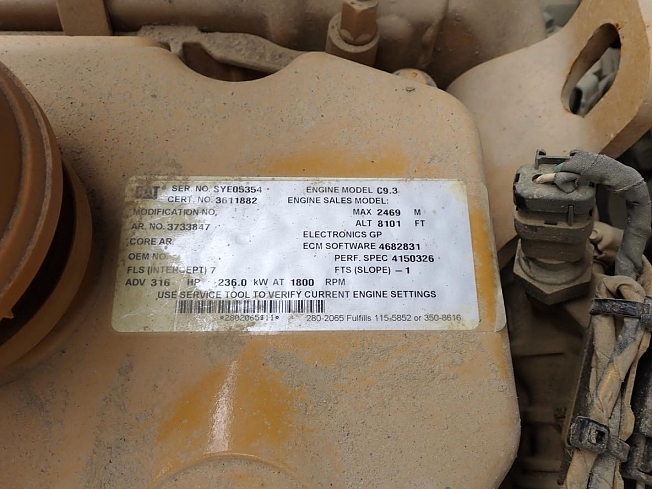 CAT SER. NO. SYE05354 ENGINE MODEL C9.3
CERT. NO. 3611882 ENGINE SALES MODEL:
MODIFICATION NO. MAX 2469 M
AR. NO. 3733847 ALT 8101 FT
ELECTRONICS GP
CORE AR. ECM SOFTWARE 4682831
OEM NO PERF. SPEC 4150326
FLS (INTERCEPT) 7 FTS (SLOPE) -1
ADV 316 HP 236.0 kW AT 1800 RPM
USE SERVICE TOOL TO VERIFY CURRENT ENGINE SETTINGS
280-2065 Fulfills 115-5852 or 350-8616